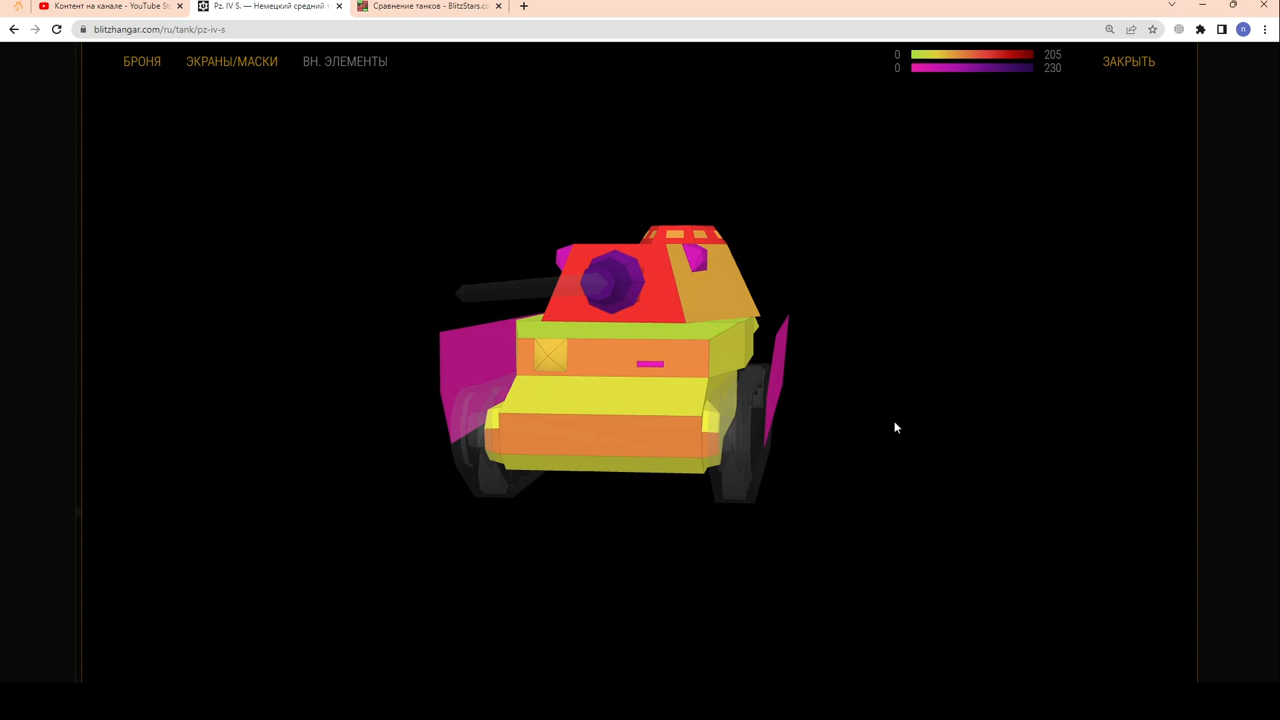 Контент на канале - YouTube St
Pz. IV S. — Немецкий средний т
Сравнение танков - BlitzStars.co
blitzhangar.com/ru/tank/pz-iv-s
n
БРОНЯ ЭКРАНЫ/МАСКИ ВН. ЭЛЕМЕНТЫ
0 205
0 230
ЗАКРЫТЬ